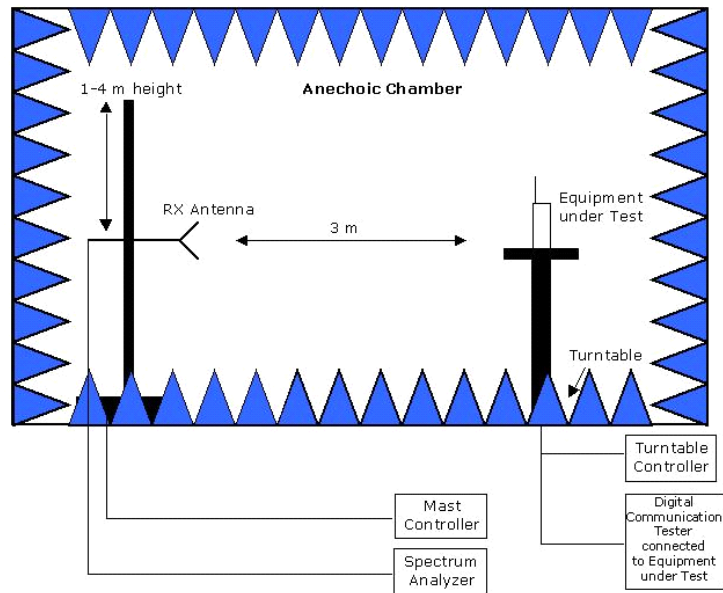 1-4 m height
Anechoic Chamber
RX Antenna
Equipment
under Test
3 m
Turntable
Turntable
Controller
Mast
Controller
Digital
Communication
Tester
connected
to Equipment
under Test
Spectrum
Analyzer